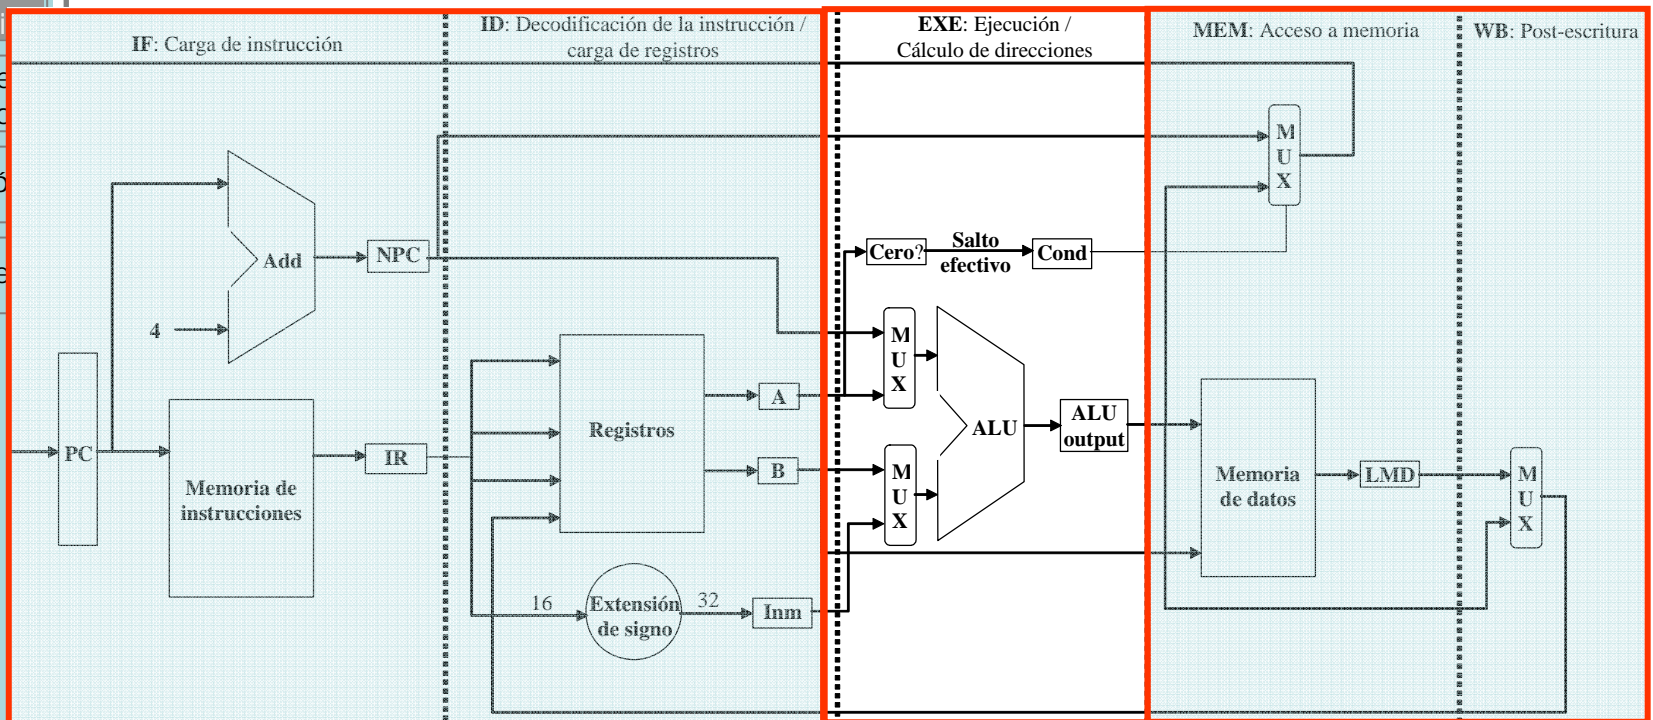 IF: Carga de instrucción
ID: Decodificación de la instrucción /
carga de registros
EXE: Ejecución /
Cálculo de direcciones
MEM: Acceso a memoria
WB: Post-escritura
Add
NPC
4
PC
Memoria de
instrucciones
IR
Registros
A
B
16
Extensión
de signo
32
Inm
Cero?
Salto
efectivo
Cond
M
U
X
M
U
X
ALU
ALU
output
M
U
X
Memoria
de datos
LMD
M
U
X